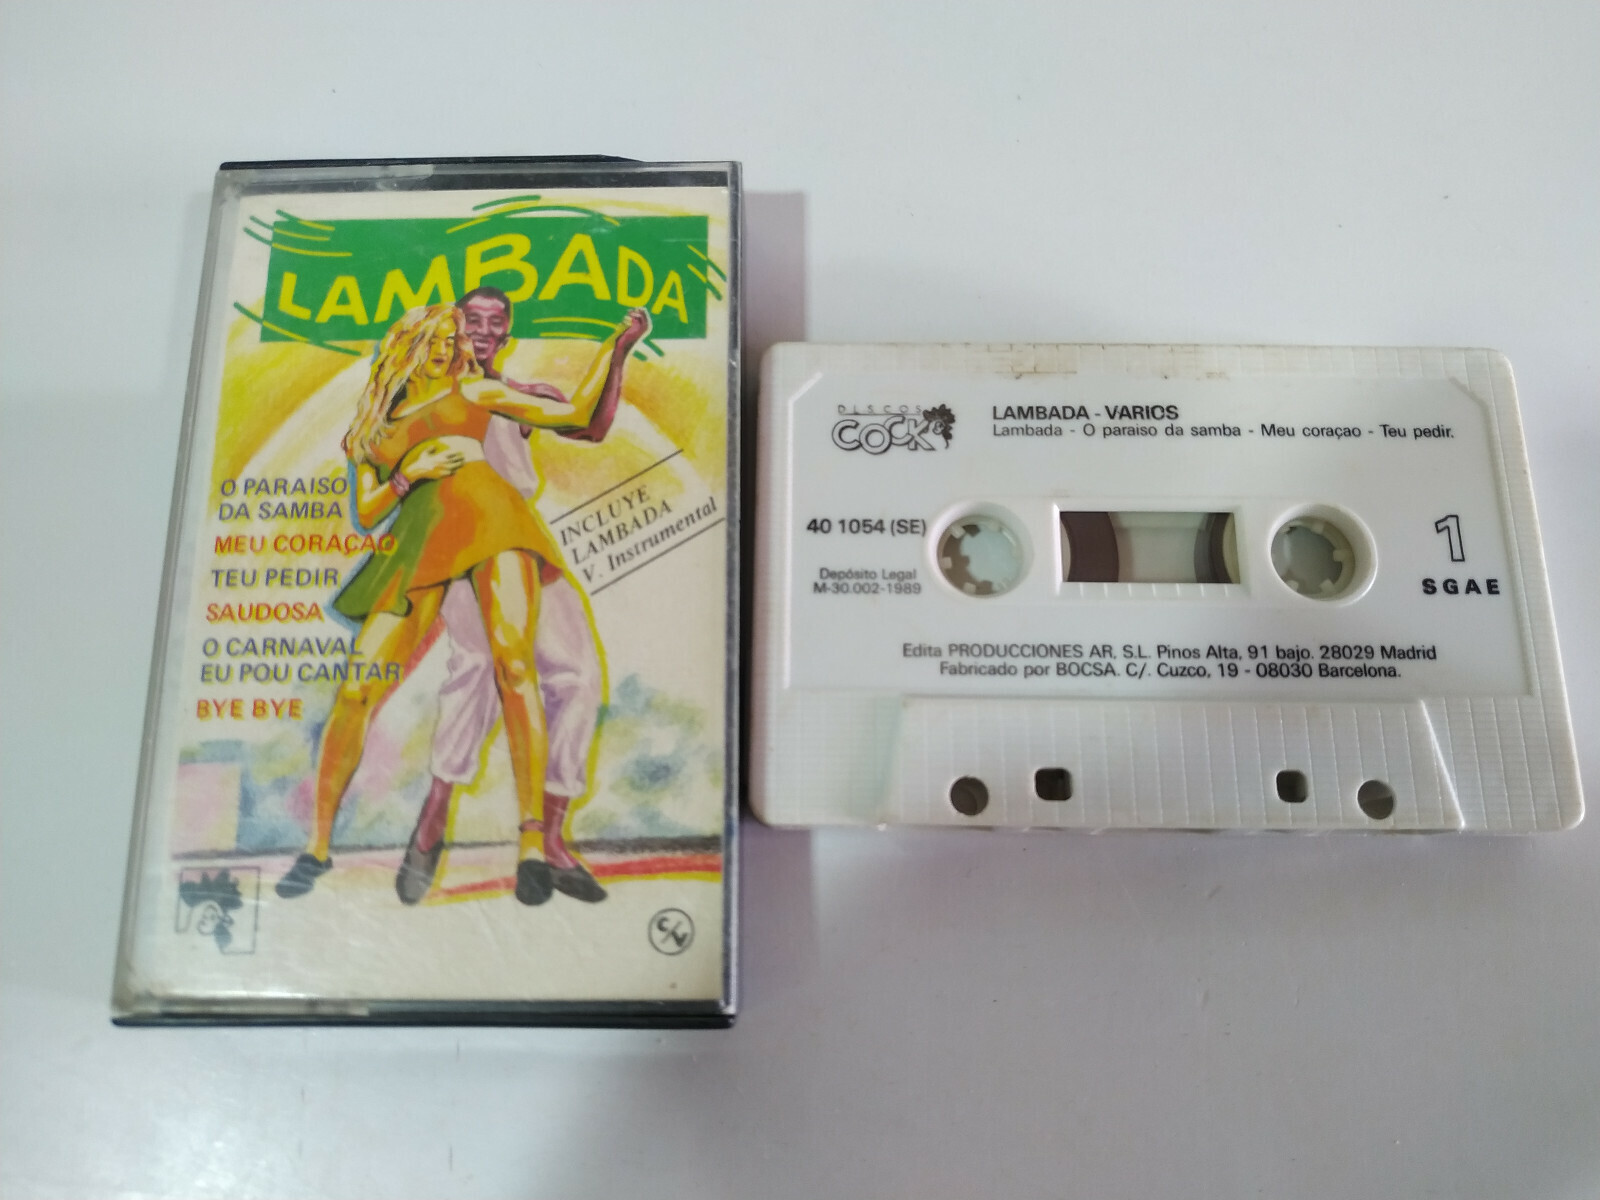 LAMBADA
O PARAISO
DA SAMBA
MEU CORAÇAO
TEU PEDIR
SAUDOSA
O CARNAVAL
EU POU CANTAR
BYE BYE
INCLUYE
LAMBADA
V. Instrumental
C/V
DISCOS
COCK
LAMBADA - VARIOS
Lambada - O paraiso da samba - Meu coraçao - Teu pedir.
40 1054 (SE)
Depósito Legal
M-30.002-1989
1
SGAE
Edita PRODUCCIONES AR, S.L. Pinos Alta, 91 bajo. 28029 Madrid
Fabricado por BOCSA. C/. Cuzco, 19 - 08030 Barcelona.